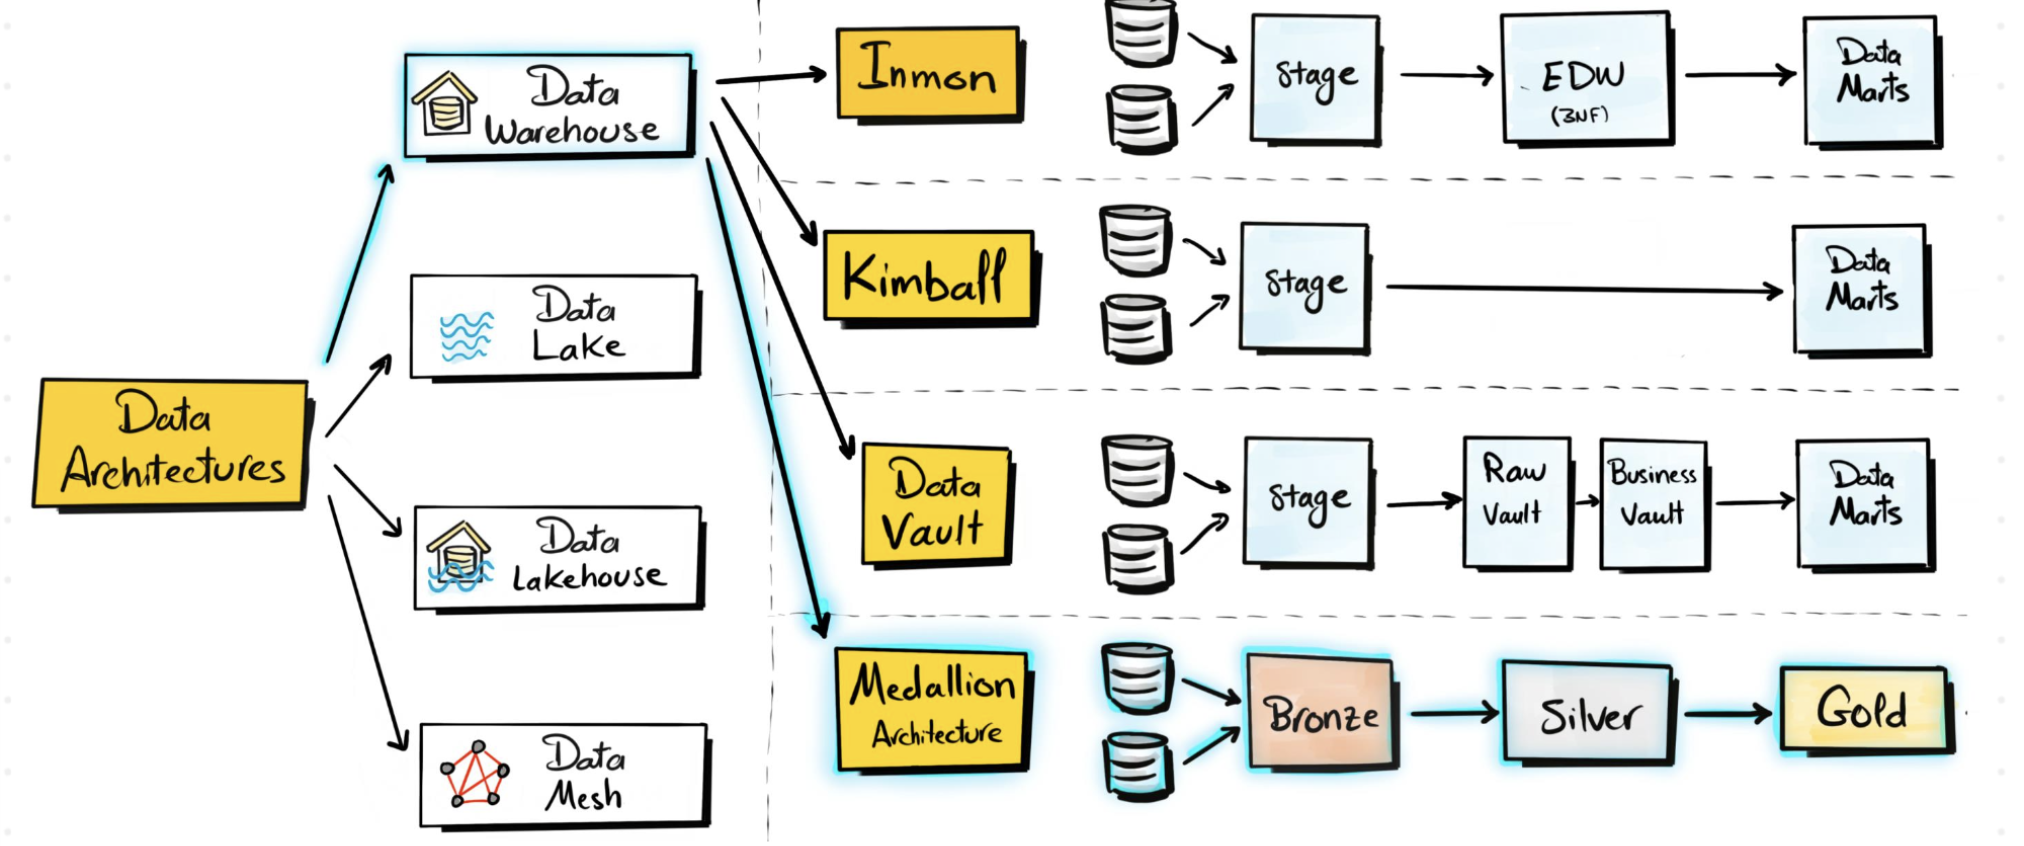 Data
Architectures
Data
Warehouse
Data
Lake
Data
Lakehouse
Data
Mesh
Inmon
Stage
EDW
(3NF)
Data
Marts
Kimball
Stage
Data
Marts
Data
Vault
Stage
Raw
Vault
Business
Vault
Data
Marts
Medallion
Architecture
Bronze
Silver
Gold